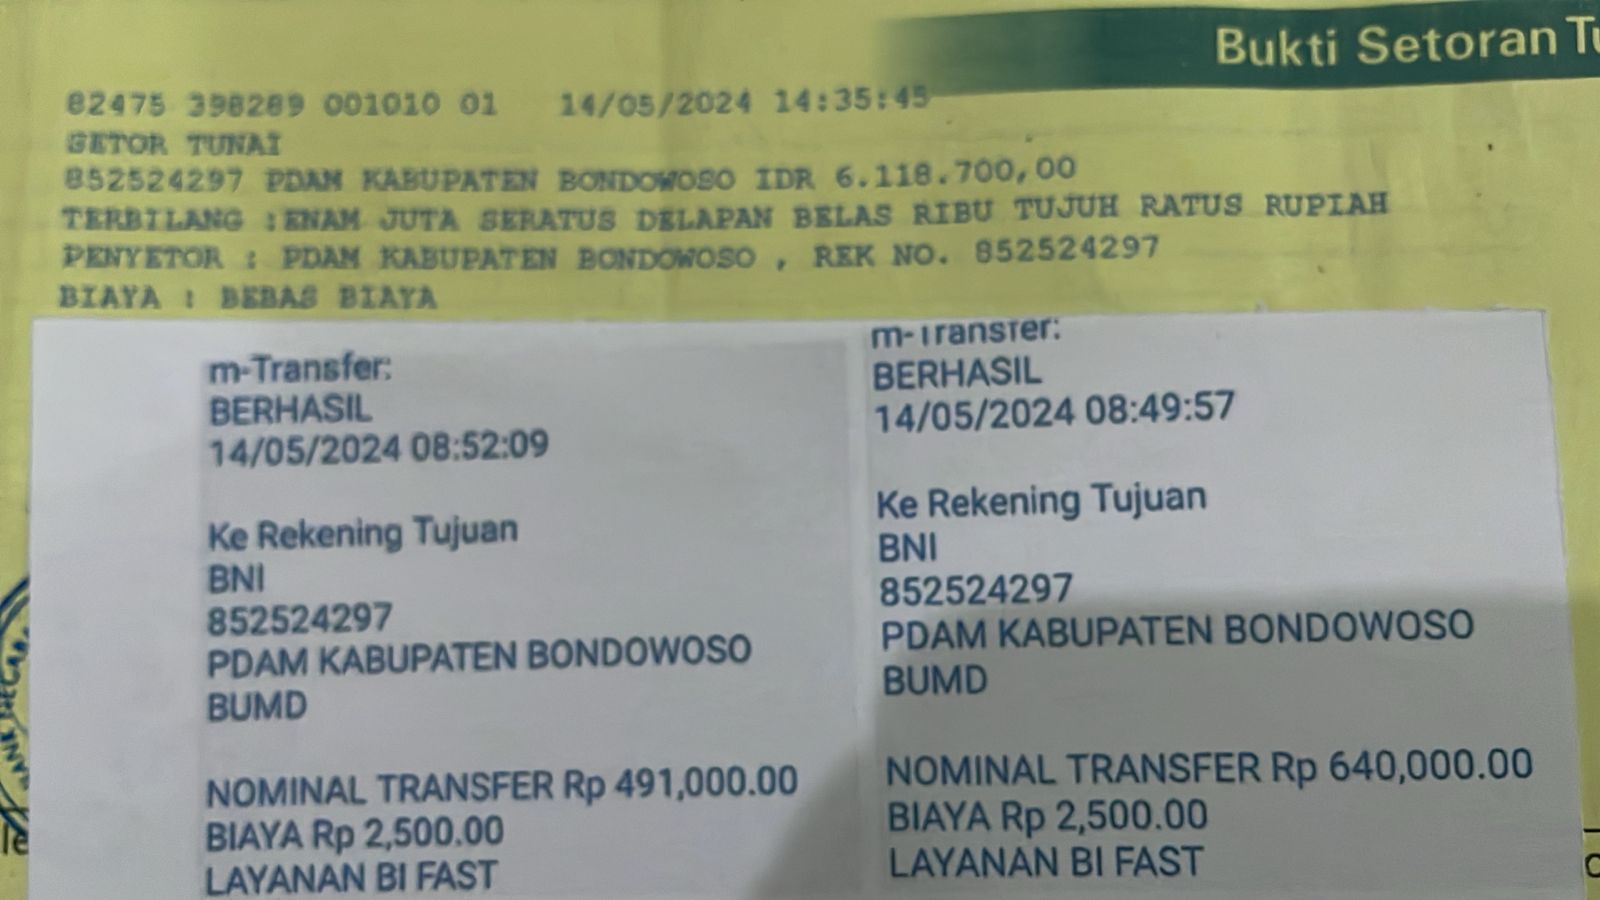 Bukti Setoran
82475 398289 001010 01 14/05/2024 14:35:45
SETOR TUNAI
852524297 PDAM KABUPATEN BONDOWOSO IDR 6.118.700,00
TERBILANG :ENAM JUTA SERATUS DELAPAN BELAS RIBU TUJUH RATUS RUPIAH
PENYETOR : PDAM KABUPATEN BONDOWOSO , REK NO. 852524297
BIAYA : BEBAS BIAYA
m-Transfer:
BERHASIL
14/05/2024 08:52:09
Ke Rekening Tujuan
BNI
852524297
PDAM KABUPATEN BONDOWOSO
BUMD
NOMINAL TRANSFER Rp 491,000.00
BIAYA Rp 2,500.00
LAYANAN BI FAST
m-Transfer:
BERHASIL
14/05/2024 08:49:57
Ke Rekening Tujuan
BNI
852524297
PDAM KABUPATEN BONDOWOSO
BUMD
NOMINAL TRANSFER Rp 640,000.00
BIAYA Rp 2,500.00
LAYANAN BI FAST